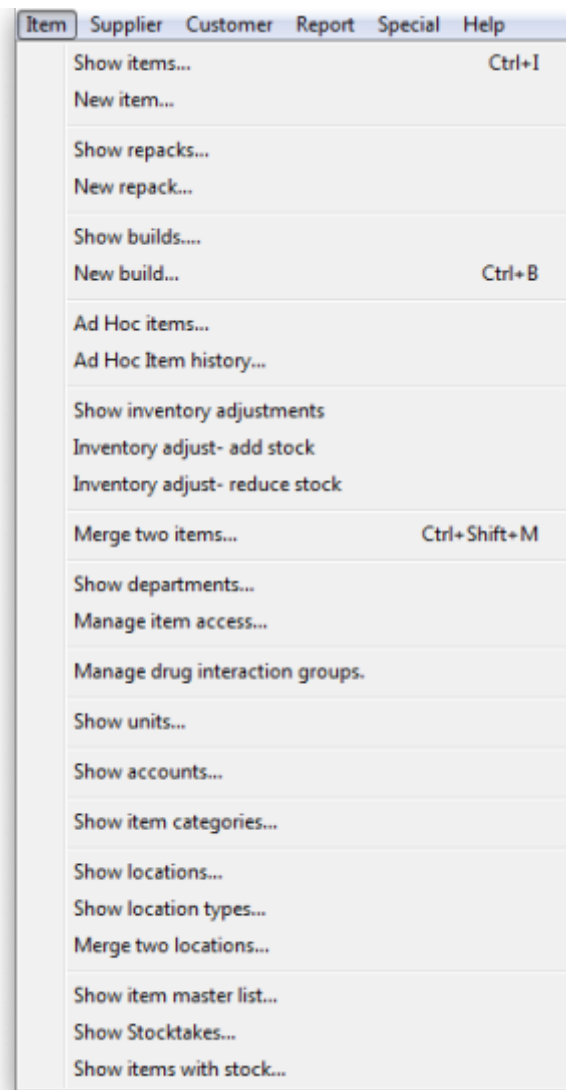 Item Supplier Customer Report Special Help
Show items... Ctrl+I
New item...
Show repacks...
New repack...
Show builds....
New build... Ctrl+B
Ad Hoc items...
Ad Hoc Item history...
Show inventory adjustments
Inventory adjust- add stock
Inventory adjust- reduce stock
Merge two items... Ctrl+Shift+M
Show departments...
Manage item access...
Manage drug interaction groups.
Show units...
Show accounts...
Show item categories...
Show locations...
Show location types...
Merge two locations...
Show item master list...
Show Stocktakes...
Show items with stock...